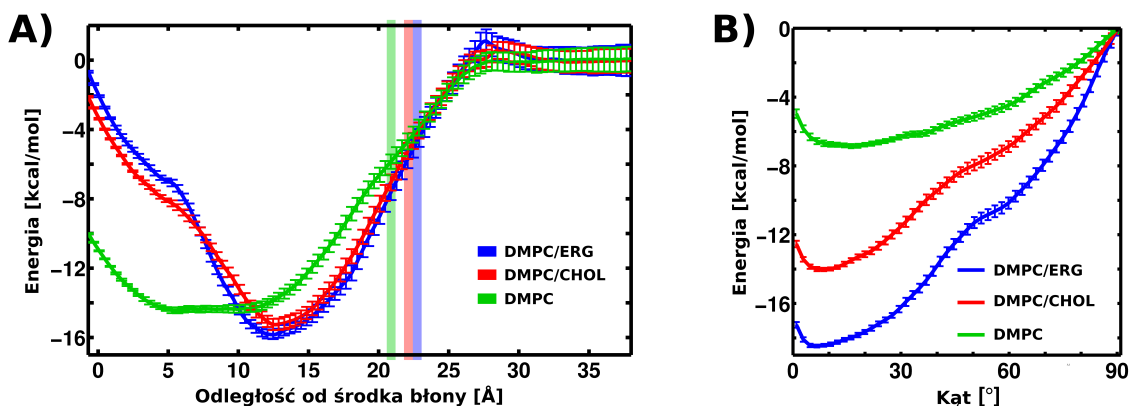 A)
Energia [kcal/mol]
0
−4
−8
−12
−16
0 5 10 15 20 25 30 35
Odległość od środka błony [Å]
DMPC/ERG
DMPC/CHOL
DMPC
B)
Energia [kcal/mol]
0
−4
−8
−12
−16
0 30 60 90
Kąt [°]
DMPC/ERG
DMPC/CHOL
DMPC